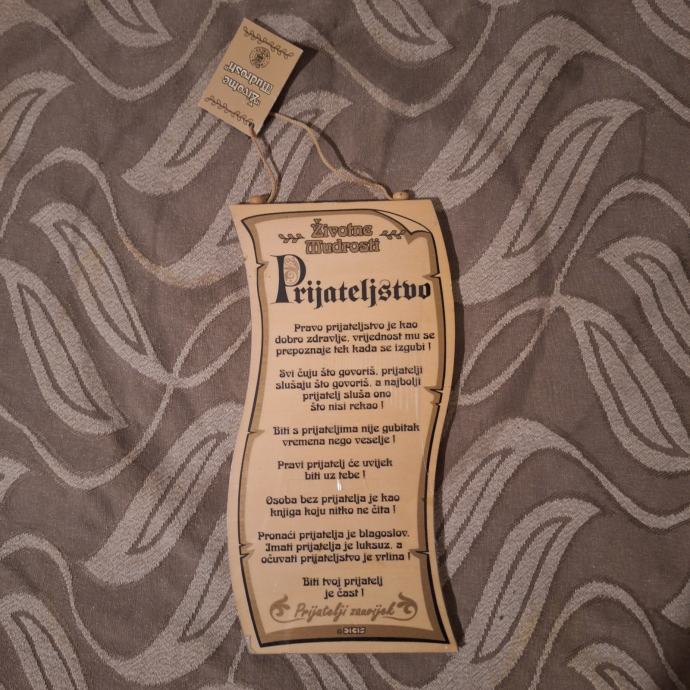 Životne
Mudrosti
Životne
Mudrosti
Prijateljstvo
Pravo prijateljstvo je kao
dobro zdravlje, vrijednost mu se
prepoznaje tek kada se izgubi !
Svi čuju što govoriš, prijatelji
slušaju što govoriš, a najbolji
prijatelj sluša ono
što nisi rekao !
Biti s prijateljima nije gubitak
vremena nego veselje !
Pravi prijatelj će uvijek
biti uz tebe !
Osoba bez prijatelja je kao
knjiga koju nitko ne čita !
Pronaći prijatelja je blagoslov,
Imati prijatelja je luksuz, a
očuvati prijateljstvo je vrlina !
Biti tvoj prijatelj
je čast !
Prijatelji zauvijek